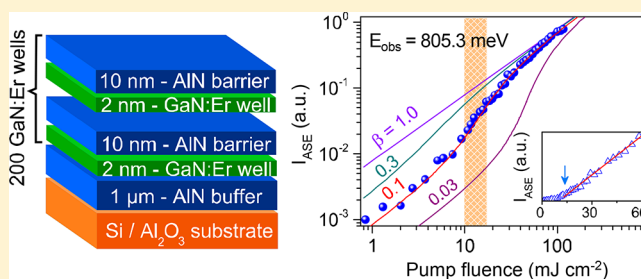 200 GaN:Er wells
10 nm - AlN barrier
2 nm - GaN:Er well
10 nm - AlN barrier
2 nm - GaN:Er well
1 μm - AlN buffer
Si / Al₂O₃ substrate
I_ASE (a.u.)
10⁰
10⁻¹
10⁻²
10⁻³
E_obs = 805.3 meV
β = 1.0
0.3
0.1
0.03
1
10
100
Pump fluence (mJ cm⁻²)
I_ASE (a.u.)
0
30
60